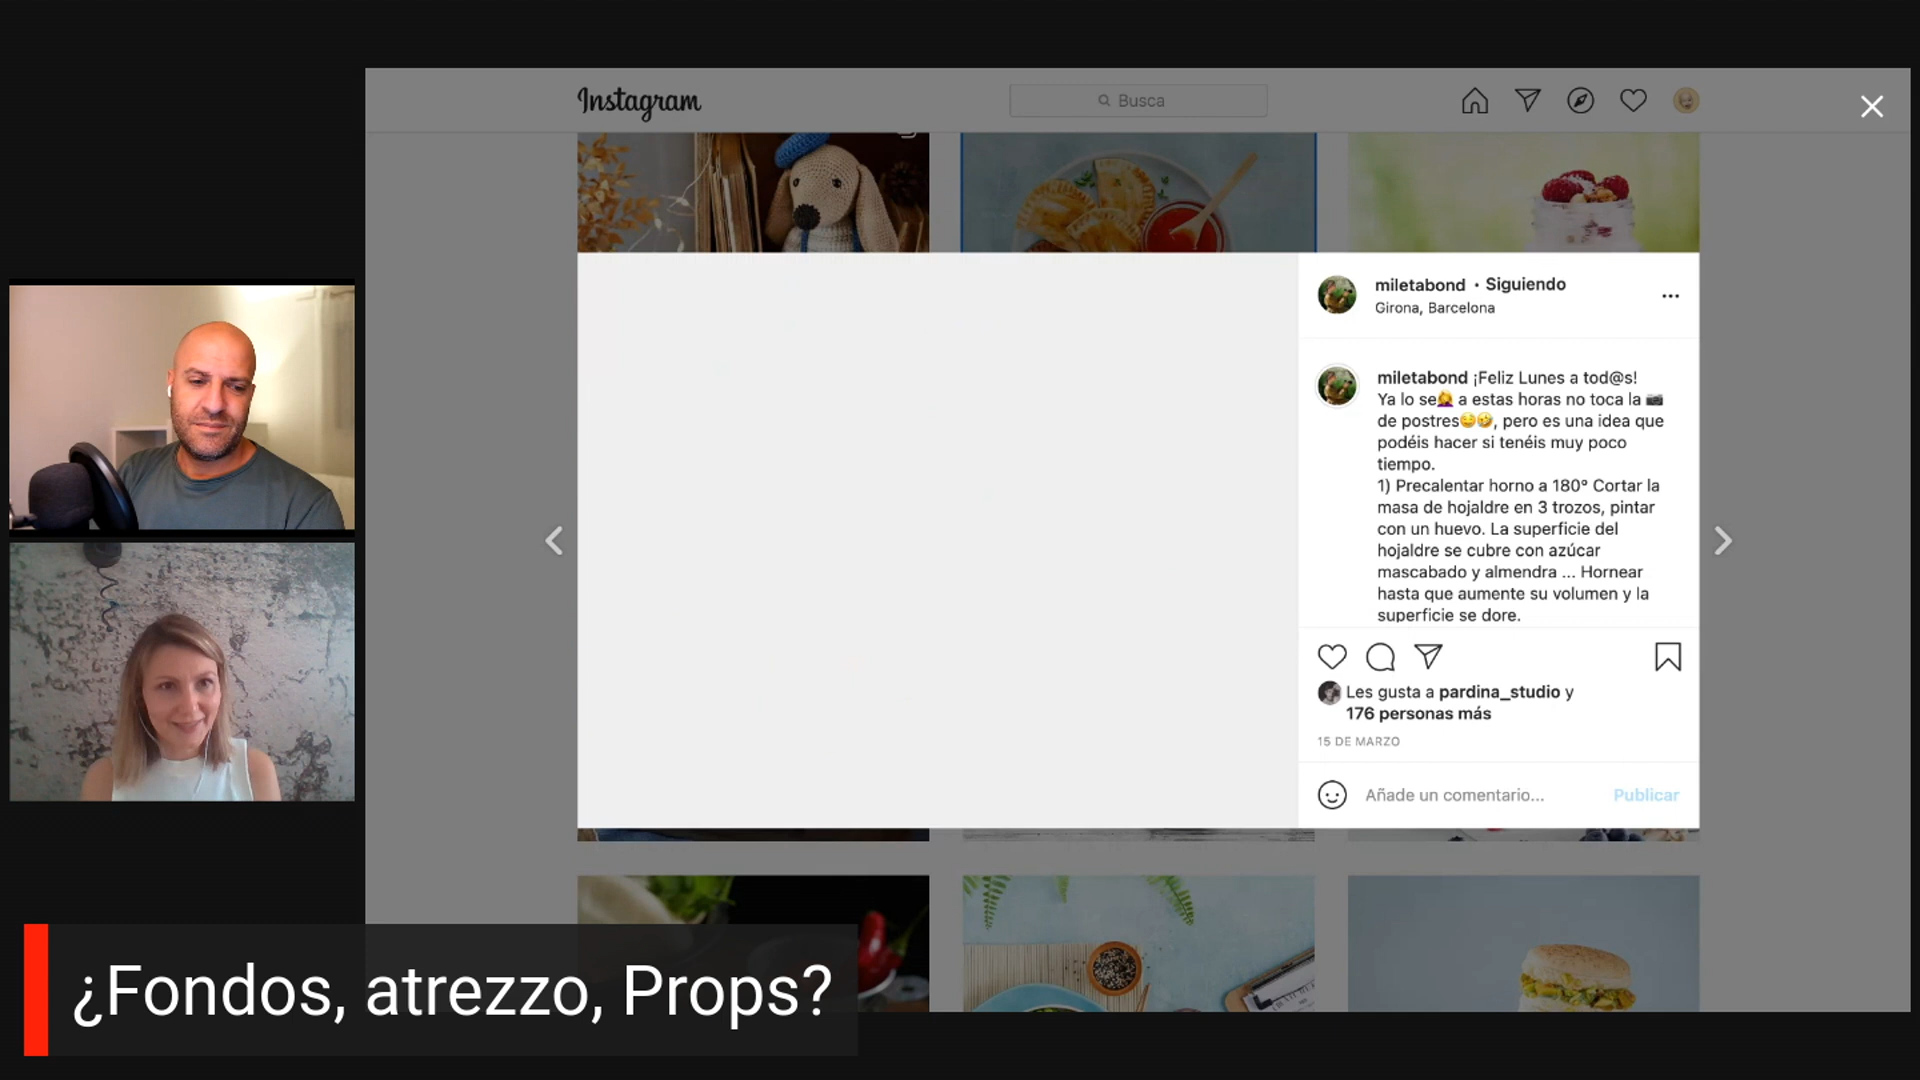 Instagram
Busca
miletabond • Siguiendo
Girona, Barcelona
miletabond ¡Feliz Lunes a tod@s!
Ya lo se🤦‍♀️ a estas horas no toca la 📷
de postres😏🤣, pero es una idea que
podéis hacer si tenéis muy poco
tiempo.
1) Precalentar horno a 180º Cortar la
masa de hojaldre en 3 trozos, pintar
con un huevo. La superficie del
hojaldre se cubre con azúcar
mascabado y almendra ... Hornear
hasta que aumente su volumen y la
superficie se dore.
Les gusta a pardina_studio y
176 personas más
15 DE MARZO
Añade un comentario...
Publicar
¿Fondos, atrezzo, Props?